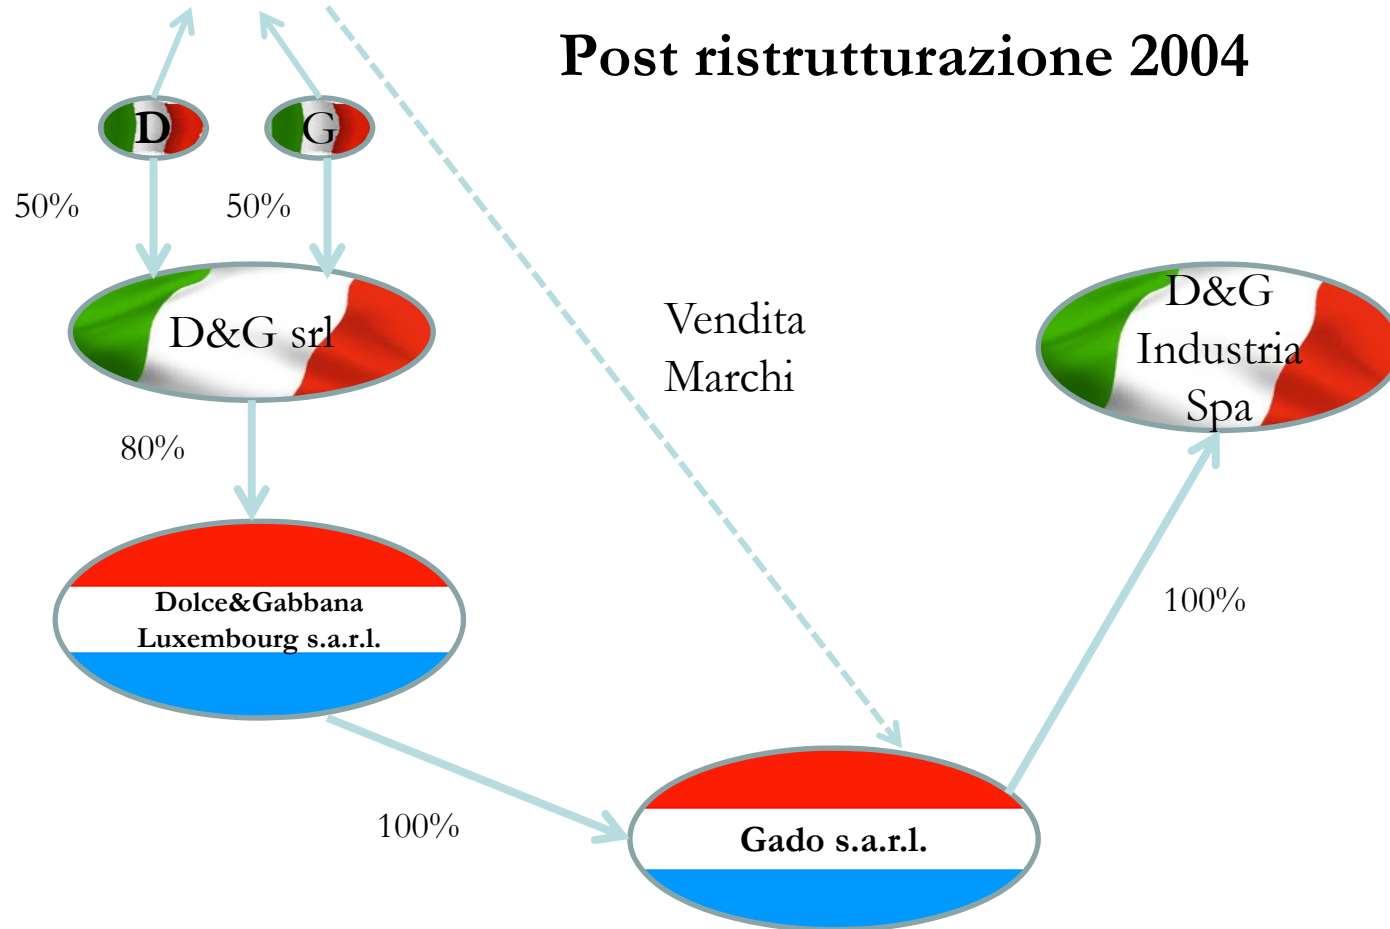 Post ristrutturazione 2004
D
G
50%
50%
D&G srl
Vendita
Marchi
D&G
Industria
Spa
80%
Dolce&Gabbana
Luxembourg s.a.r.l.
100%
100%
Gado s.a.r.l.